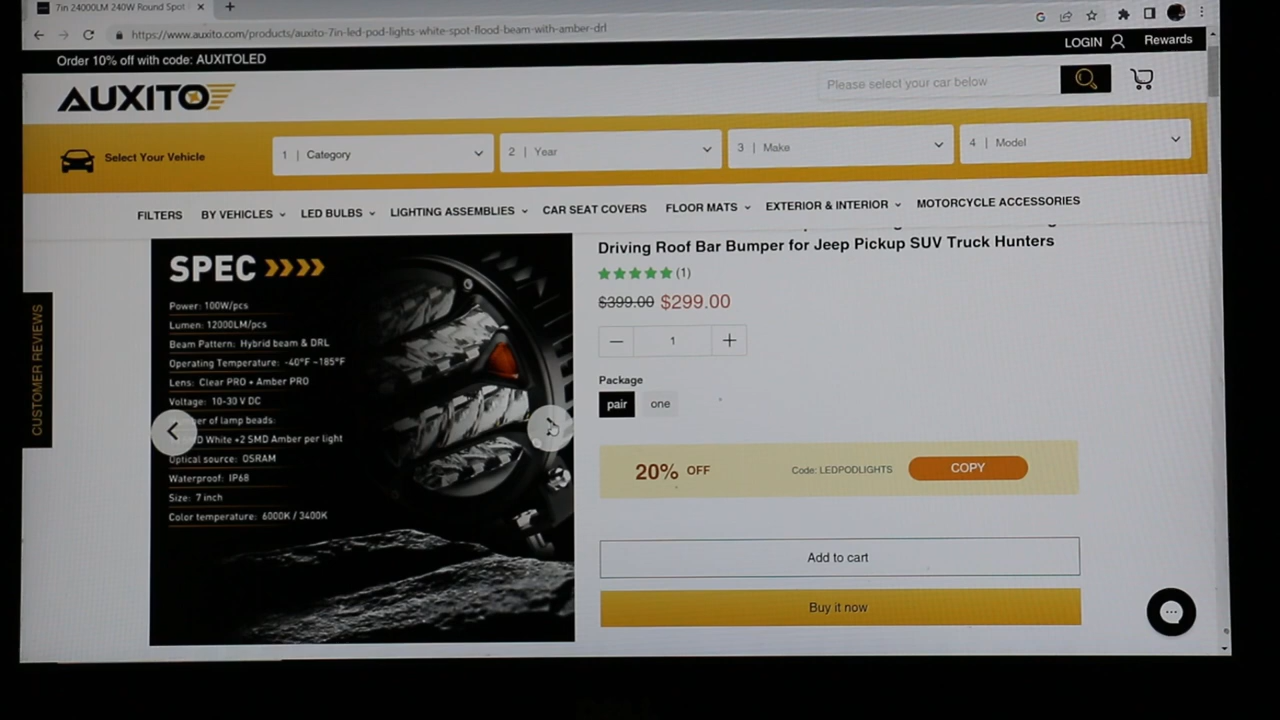 7in 24000LM 240W Round Spot
https://www.auxito.com/products/auxito-7in-led-pod-lights-white-spot-flood-beam-with-amber-drl
Order 10% off with code: AUXITOLED
LOGIN Rewards
AUXITO
Please select your car below
Select Your Vehicle
1 | Category
2 | Year
3 | Make
4 | Model
FILTERS BY VEHICLES LED BULBS LIGHTING ASSEMBLIES CAR SEAT COVERS FLOOR MATS EXTERIOR & INTERIOR MOTORCYCLE ACCESSORIES
CUSTOMER REVIEWS
SPEC
Power: 100W/pcs
Lumen: 12000LM/pcs
Beam Pattern: Hybrid beam & DRL
Operating Temperature: -40°F ~185°F
Lens: Clear PRO + Amber PRO
Voltage: 10-30 V DC
of lamp beads:
White +2 SMD Amber per light
Optical source: OSRAM
Waterproof: IP68
Size: 7 inch
Color temperature: 6000K / 3400K
Driving Roof Bar Bumper for Jeep Pickup SUV Truck Hunters
(1)
$399.00 $299.00
— 1 +
Package
pair one
20% OFF Code: LEDPODLIGHTS COPY
Add to cart
Buy it now